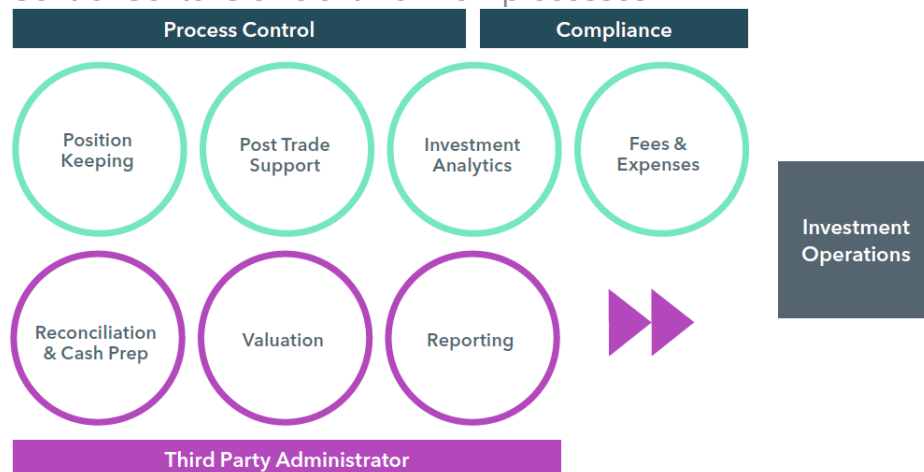 processes
Process Control
Compliance
Position
Keeping
Post Trade
Support
Investment
Analytics
Fees &
Expenses
Investment
Operations
Reconciliation
& Cash Prep
Valuation
Reporting
Third Party Administrator